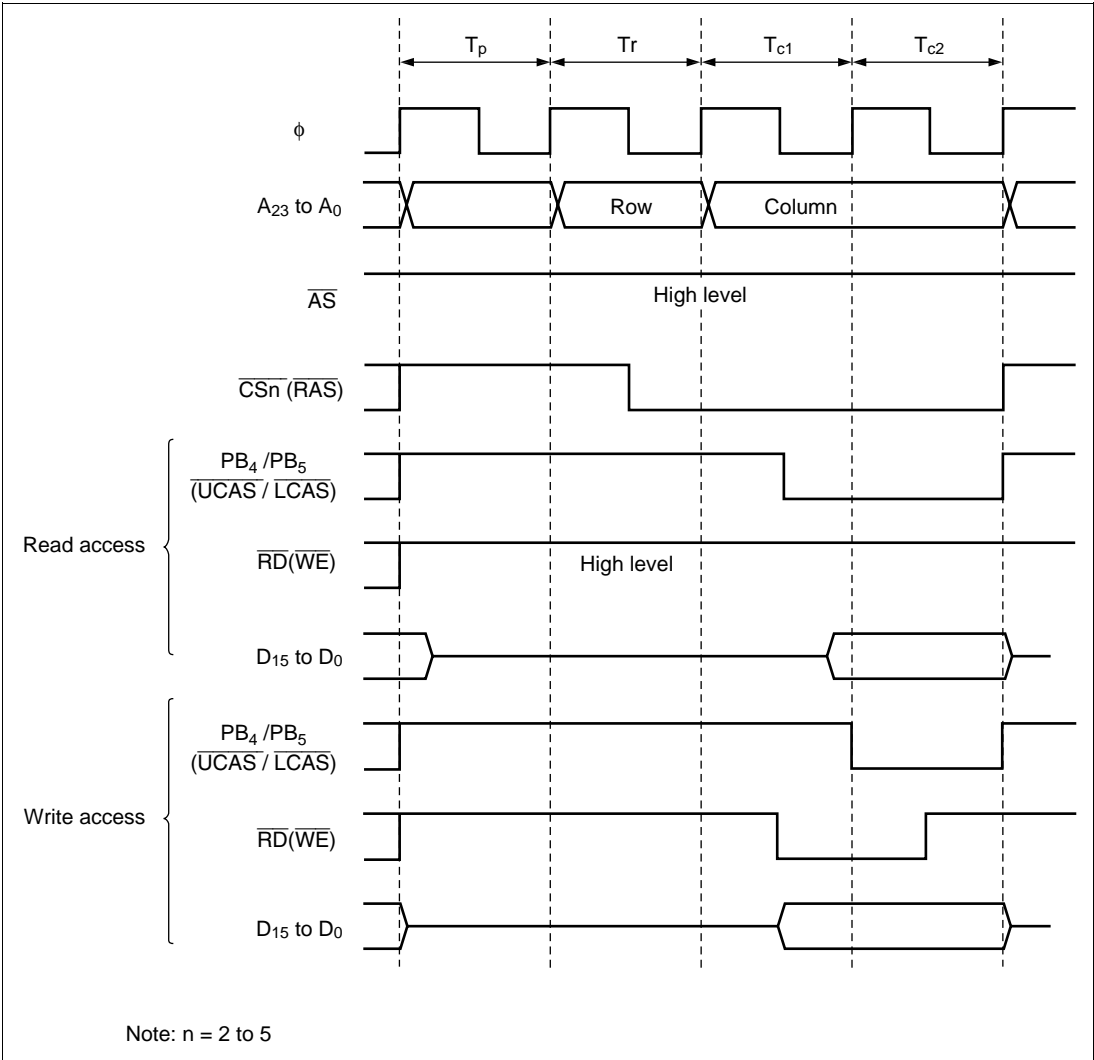 Tp Tr Tc1 Tc2
ϕ
A23 to A0 Row Column
AS High level
CSn (RAS)
PB4 /PB5
(UCAS / LCAS)
Read access
RD(WE) High level
D15 to D0
PB4 /PB5
(UCAS / LCAS)
Write access
RD(WE)
D15 to D0
Note: n = 2 to 5